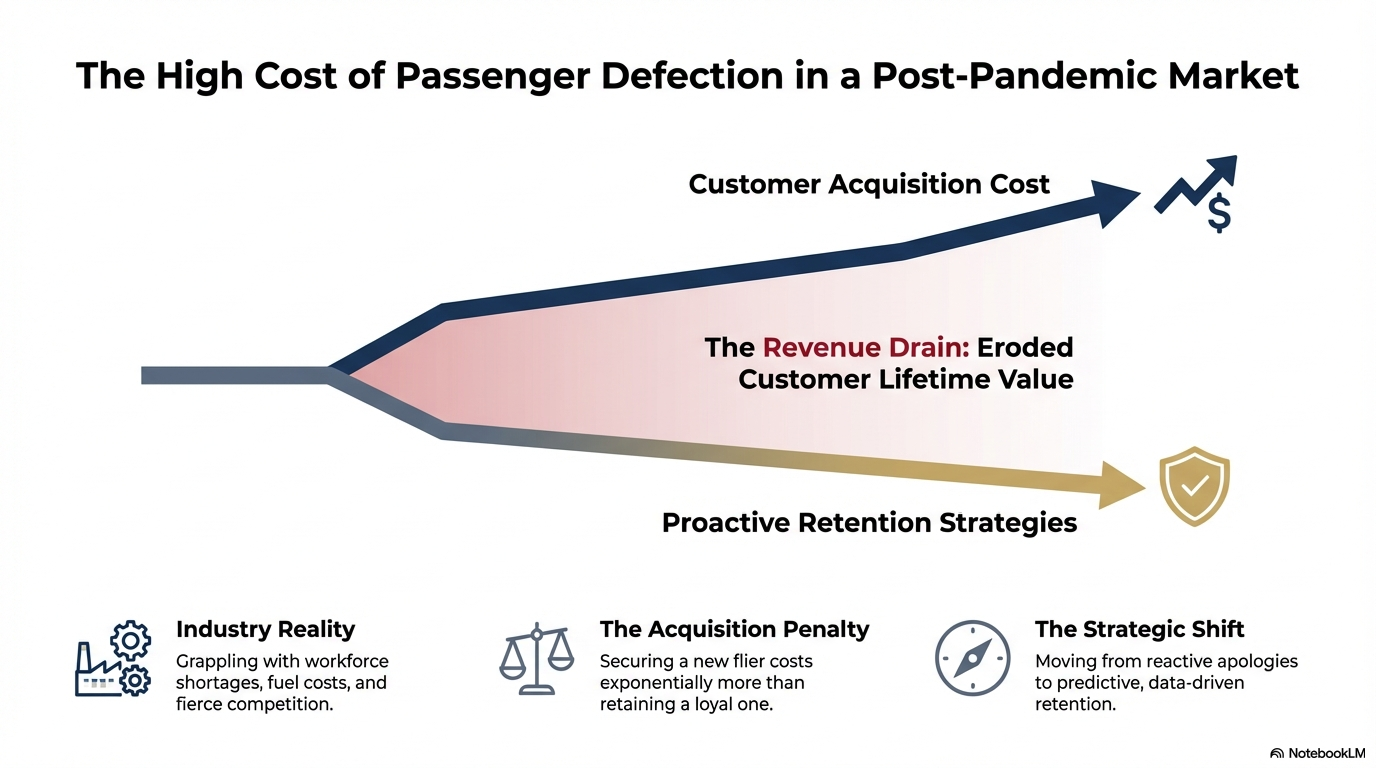 The High Cost of Passenger Defection in a Post-Pandemic Market
Customer Acquisition Cost
$
The Revenue Drain: Eroded
Customer Lifetime Value
Proactive Retention Strategies
Industry Reality
Grappling with workforce
shortages, fuel costs, and
fierce competition.
The Acquisition Penalty
Securing a new flier costs
exponentially more than
retaining a loyal one.
The Strategic Shift
Moving from reactive apologies
to predictive, data-driven
retention.
NotebookLM